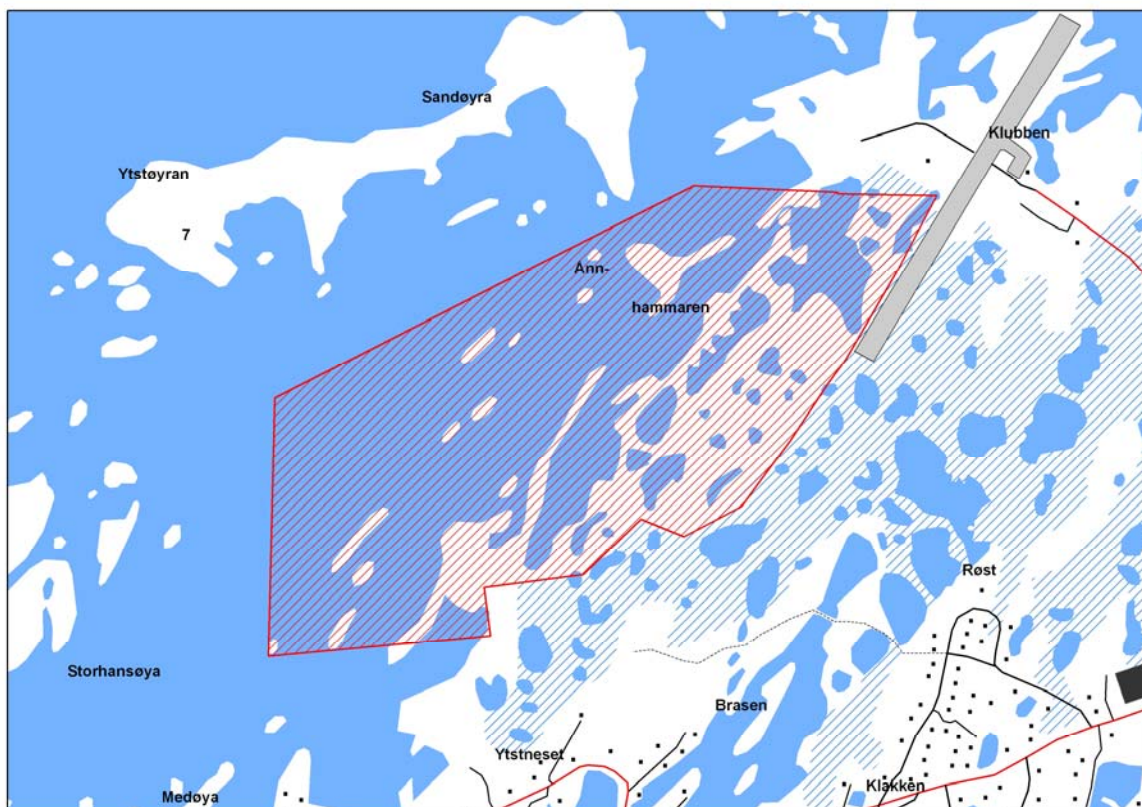 Sandøyra
Klubben
Ytstøyran
7
Ann-
hammaren
Røst
Storhansøya
Brasen
Ytstneset
Klakken
Medøya